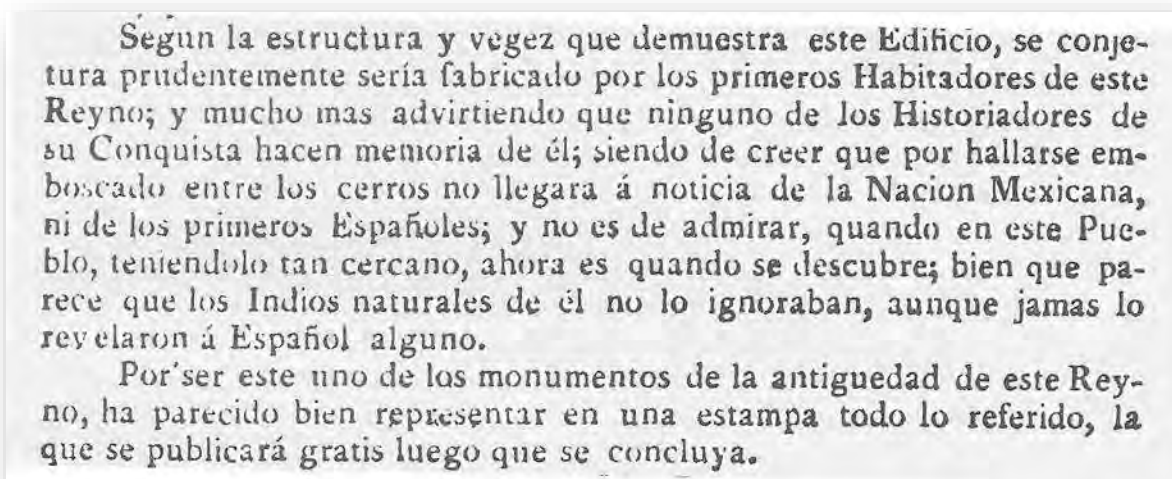 Segun la estructura y vegez que demuestra este Edificio, se conje-
tura prudentemente sería fabricado por los primeros Habitadores de este
Reyno; y mucho mas advirtiendo que ninguno de los Historiadores de
su Conquista hacen memoria de él; siendo de creer que por hallarse em-
boscado entre los cerros no llegara á noticia de la Nacion Mexicana,
ni de los primeros Españoles; y no es de admirar, quando en este Pue-
blo, teniendolo tan cercano, ahora es quando se descubre; bien que pa-
rece que los Indios naturales de él no lo ignoraban, aunque jamas lo
revelaron á Español alguno.
Por ser este uno de los monumentos de la antiguedad de este Rey-
no, ha parecido bien representar en una estampa todo lo referido, la
que se publicará gratis luego que se concluya.